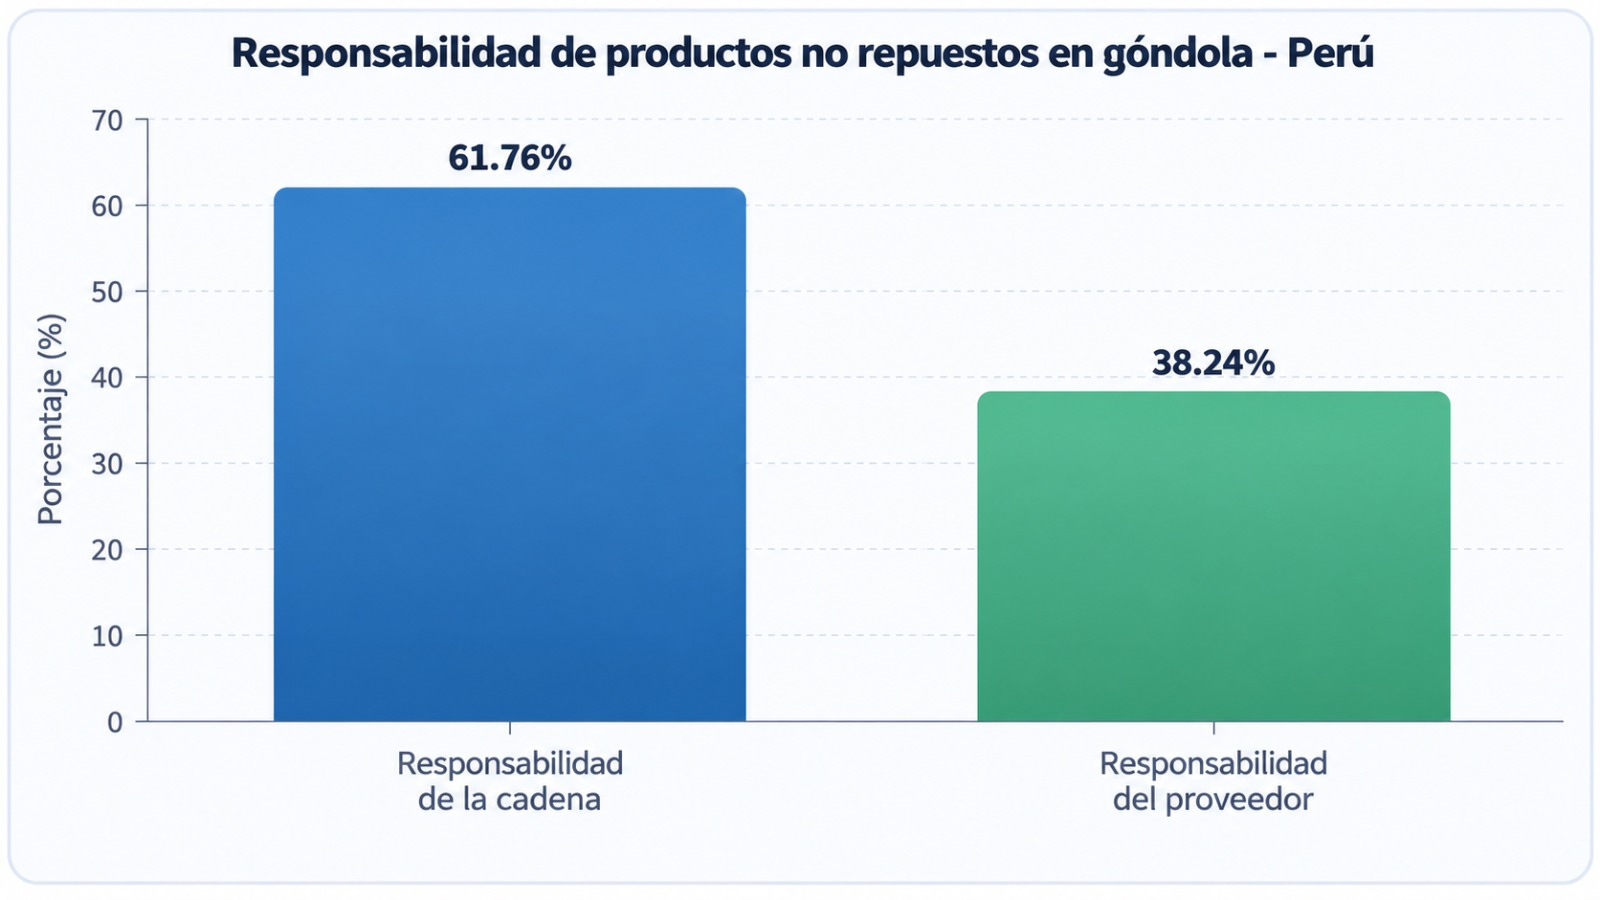 Responsabilidad de productos no repuestos en góndola - Perú
Porcentaje (%)
70
60
50
40
30
20
10
0
61.76%
38.24%
Responsabilidad
de la cadena
Responsabilidad
del proveedor